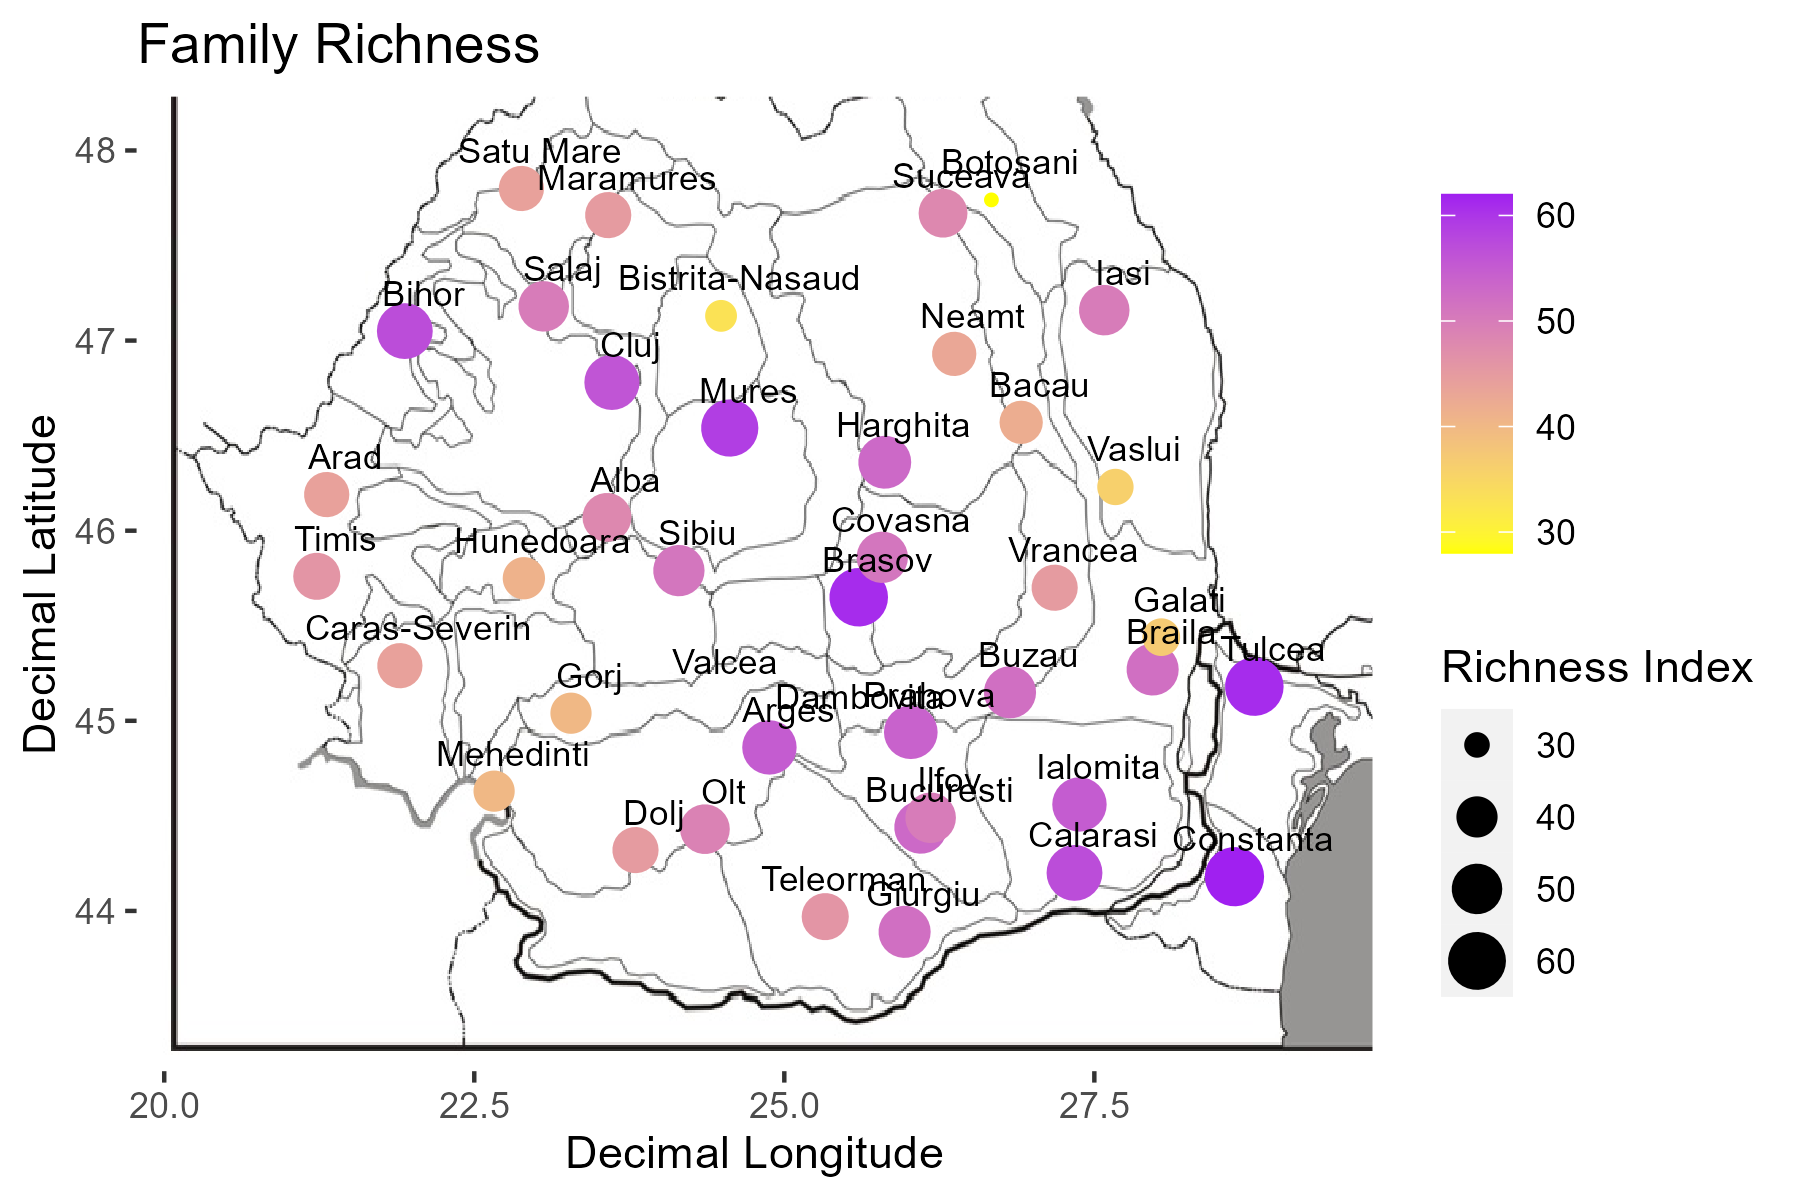 Family Richness
48
47
46
45
44
Decimal Latitude
20.0
22.5
25.0
27.5
Decimal Longitude
Satu Mare
Maramures
Botosani
Suceava
Salaj
Bistrita-Nasaud
Iasi
Bihor
Neamt
Cluj
Bacau
Mures
Harghita
Vaslui
Arad
Alba
Covasna
Sibiu
Timis
Hunedoara
Vrancea
Brasov
Galati
Caras-Severin
Braila
Tulcea
Buzau
Valcea
Gorj
Dambovita
Prahova
Arges
Mehedinti
Ialomita
Ilfov
Bucuresti
Olt
Dolj
Calarasi
Constanta
Teleorman
Giurgiu
60
50
40
30
Richness Index
30
40
50
60